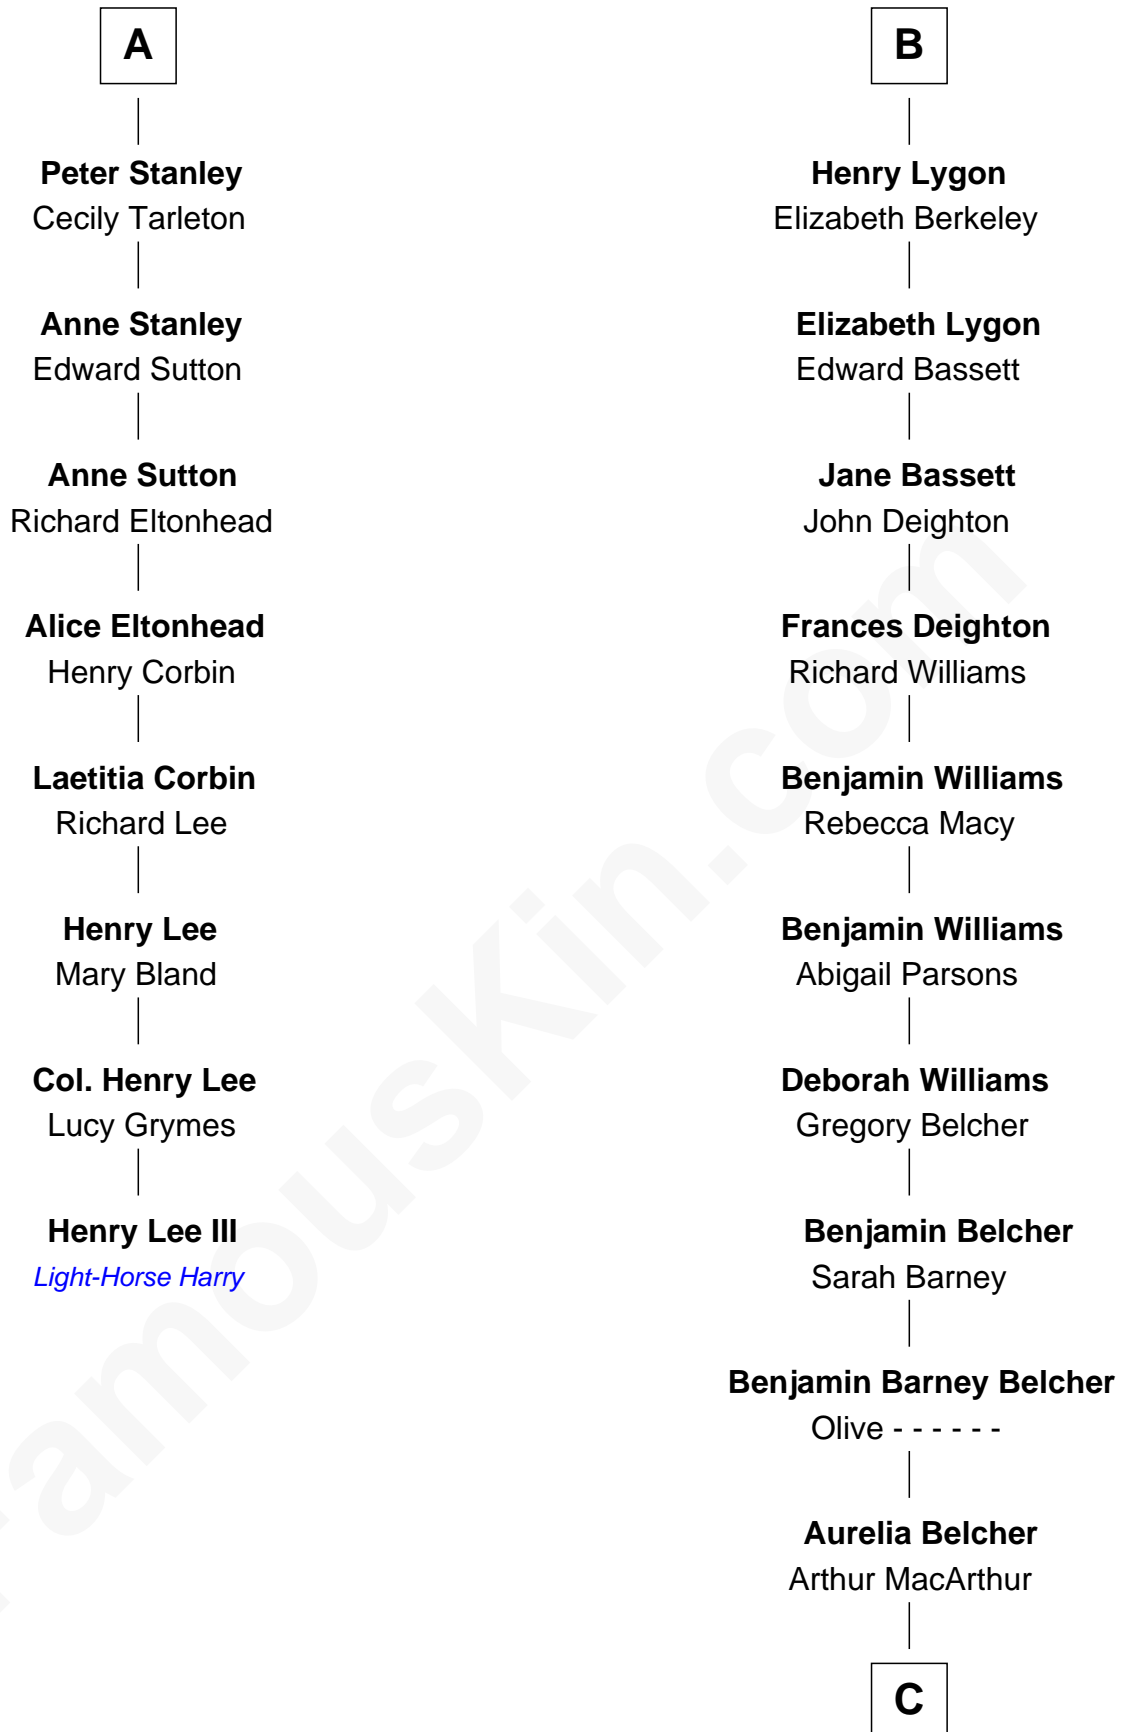 A
Peter Stanley
Cecily Tarleton
Anne Stanley
Edward Sutton
Anne Sutton
Richard Eltonhead
Alice Eltonhead
Henry Corbin
Laetitia Corbin
Richard Lee
Henry Lee
Mary Bland
Col. Henry Lee
Lucy Grymes
Henry Lee III
Light-Horse Harry
B
Henry Lygon
Elizabeth Berkeley
Elizabeth Lygon
Edward Bassett
Jane Bassett
John Deighton
Frances Deighton
Richard Williams
Benjamin Williams
Rebecca Macy
Benjamin Williams
Abigail Parsons
Deborah Williams
Gregory Belcher
Benjamin Belcher
Sarah Barney
Benjamin Barney Belcher
Olive - - - - - -
Aurelia Belcher
Arthur MacArthur
C
FamousKin.com